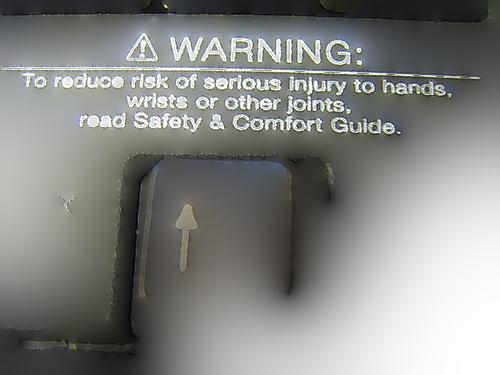 WARNING:
To reduce risk of serious injury to hands,
wrists or other joints,
read Safety & Comfort Guide.